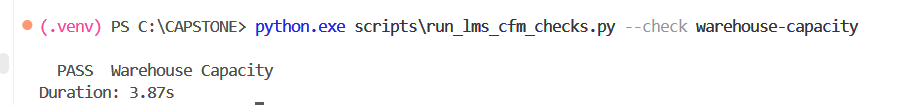 (.venv) PS C:\CAPSTONE> python.exe scripts\run_lms_cfm_checks.py --check warehouse-capacity
PASS Warehouse Capacity
Duration: 3.87s